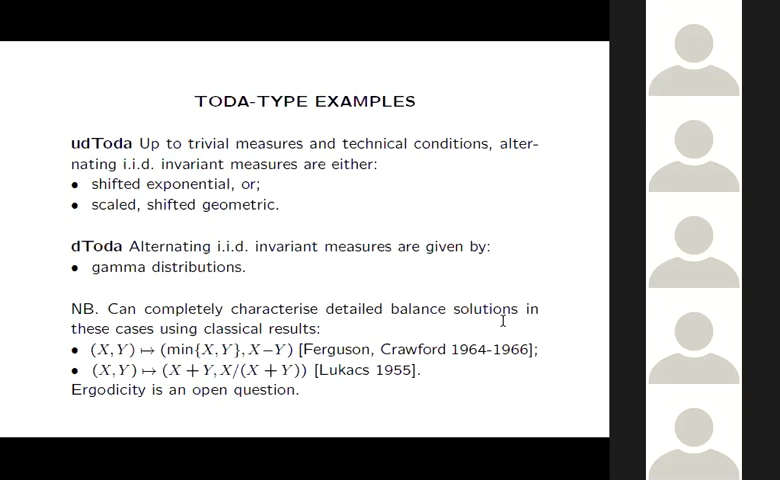 TODA-TYPE EXAMPLES
udToda Up to trivial measures and technical conditions, alter-
nating i.i.d. invariant measures are either:
• shifted exponential, or;
• scaled, shifted geometric.
dToda Alternating i.i.d. invariant measures are given by:
• gamma distributions.
NB. Can completely characterise detailed balance solutions in
these cases using classical results:
• (X, Y) ↦ (min{X, Y}, X−Y) [Ferguson, Crawford 1964-1966];
• (X, Y) ↦ (X + Y, X/(X + Y)) [Lukacs 1955].
Ergodicity is an open question.